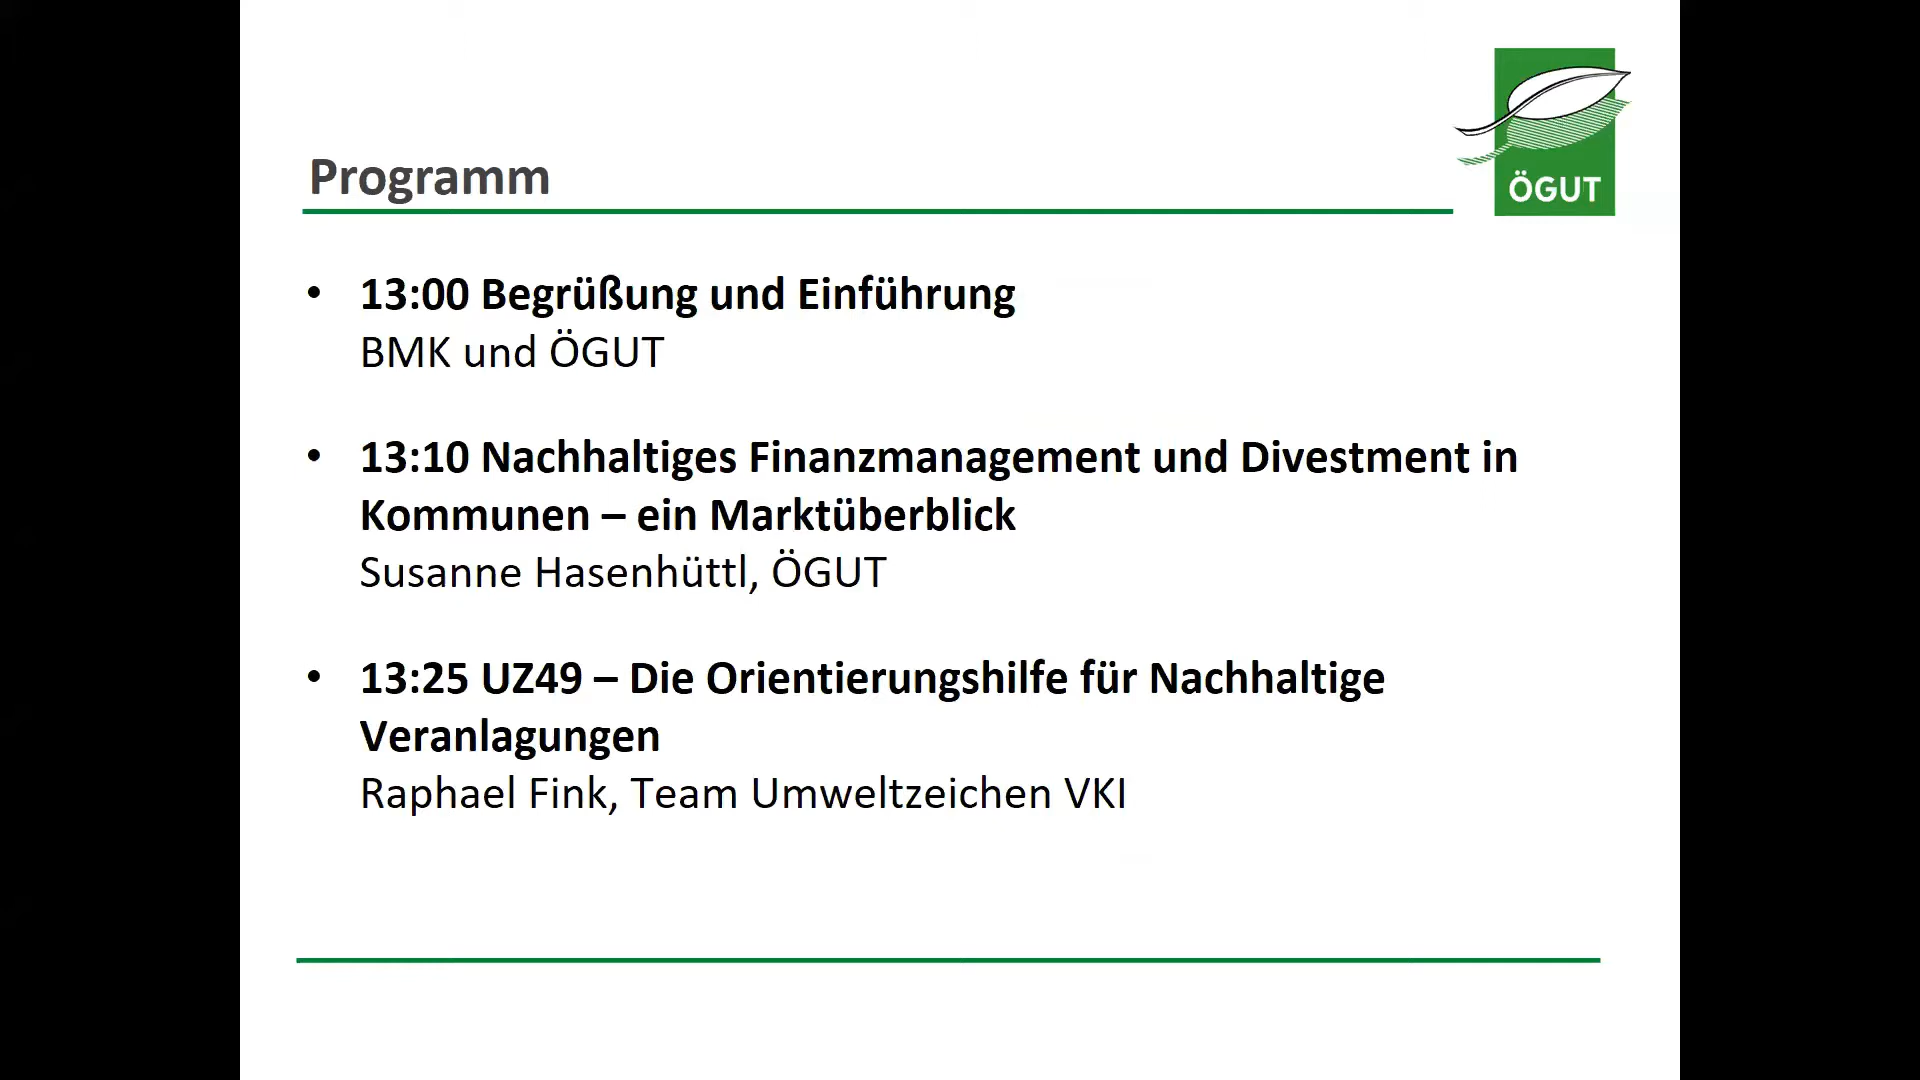 ÖGUT
Programm
• 13:00 Begrüßung und Einführung
BMK und ÖGUT
• 13:10 Nachhaltiges Finanzmanagement und Divestment in
Kommunen – ein Marktüberblick
Susanne Hasenhüttl, ÖGUT
• 13:25 UZ49 – Die Orientierungshilfe für Nachhaltige
Veranlagungen
Raphael Fink, Team Umweltzeichen VKI